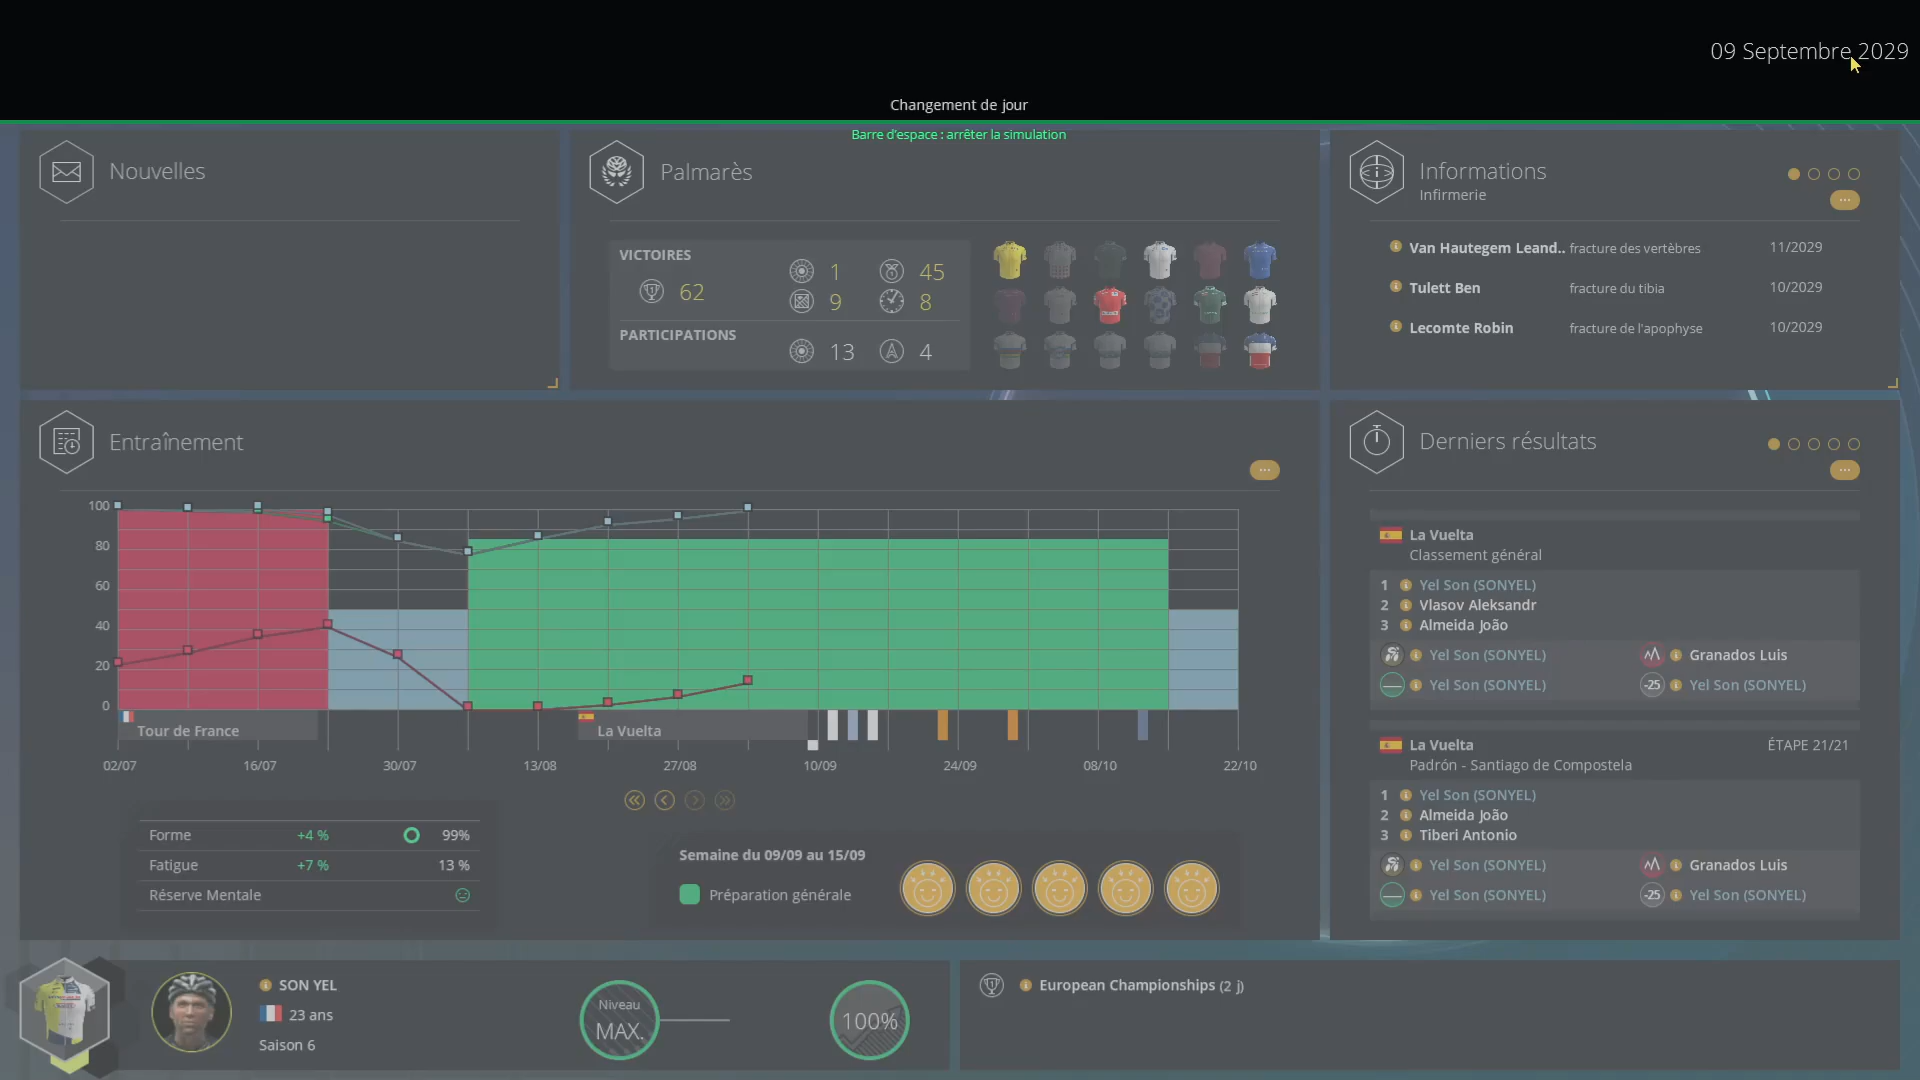 09 Septembre 2029
Changement de jour
Barre d'espace : arrêter la simulation
Nouvelles
Palmarès
VICTOIRES
62
1
45
9
8
PARTICIPATIONS
13
4
Informations
Infirmerie
Van Hautegem Leand.. fracture des vertèbres 11/2029
Tulett Ben fracture du tibia 10/2029
Lecomte Robin fracture de l'apophyse 10/2029
Entraînement
100
80
60
40
20
0
Tour de France
La Vuelta
02/07 16/07 30/07 13/08 27/08 10/09 24/09 08/10 22/10
Forme +4 % 99%
Fatigue +7 % 13 %
Réserve Mentale
Semaine du 09/09 au 15/09
Préparation générale
Derniers résultats
La Vuelta
Classement général
1 Yel Son (SONYEL)
2 Vlasov Aleksandr
3 Almeida João
Yel Son (SONYEL) Granados Luis
Yel Son (SONYEL) -25 Yel Son (SONYEL)
La Vuelta ÉTAPE 21/21
Padrón - Santiago de Compostela
1 Yel Son (SONYEL)
2 Almeida João
3 Tiberi Antonio
Yel Son (SONYEL) Granados Luis
Yel Son (SONYEL) -25 Yel Son (SONYEL)
SON YEL
23 ans
Saison 6
Niveau
MAX.
100%
European Championships (2 j)